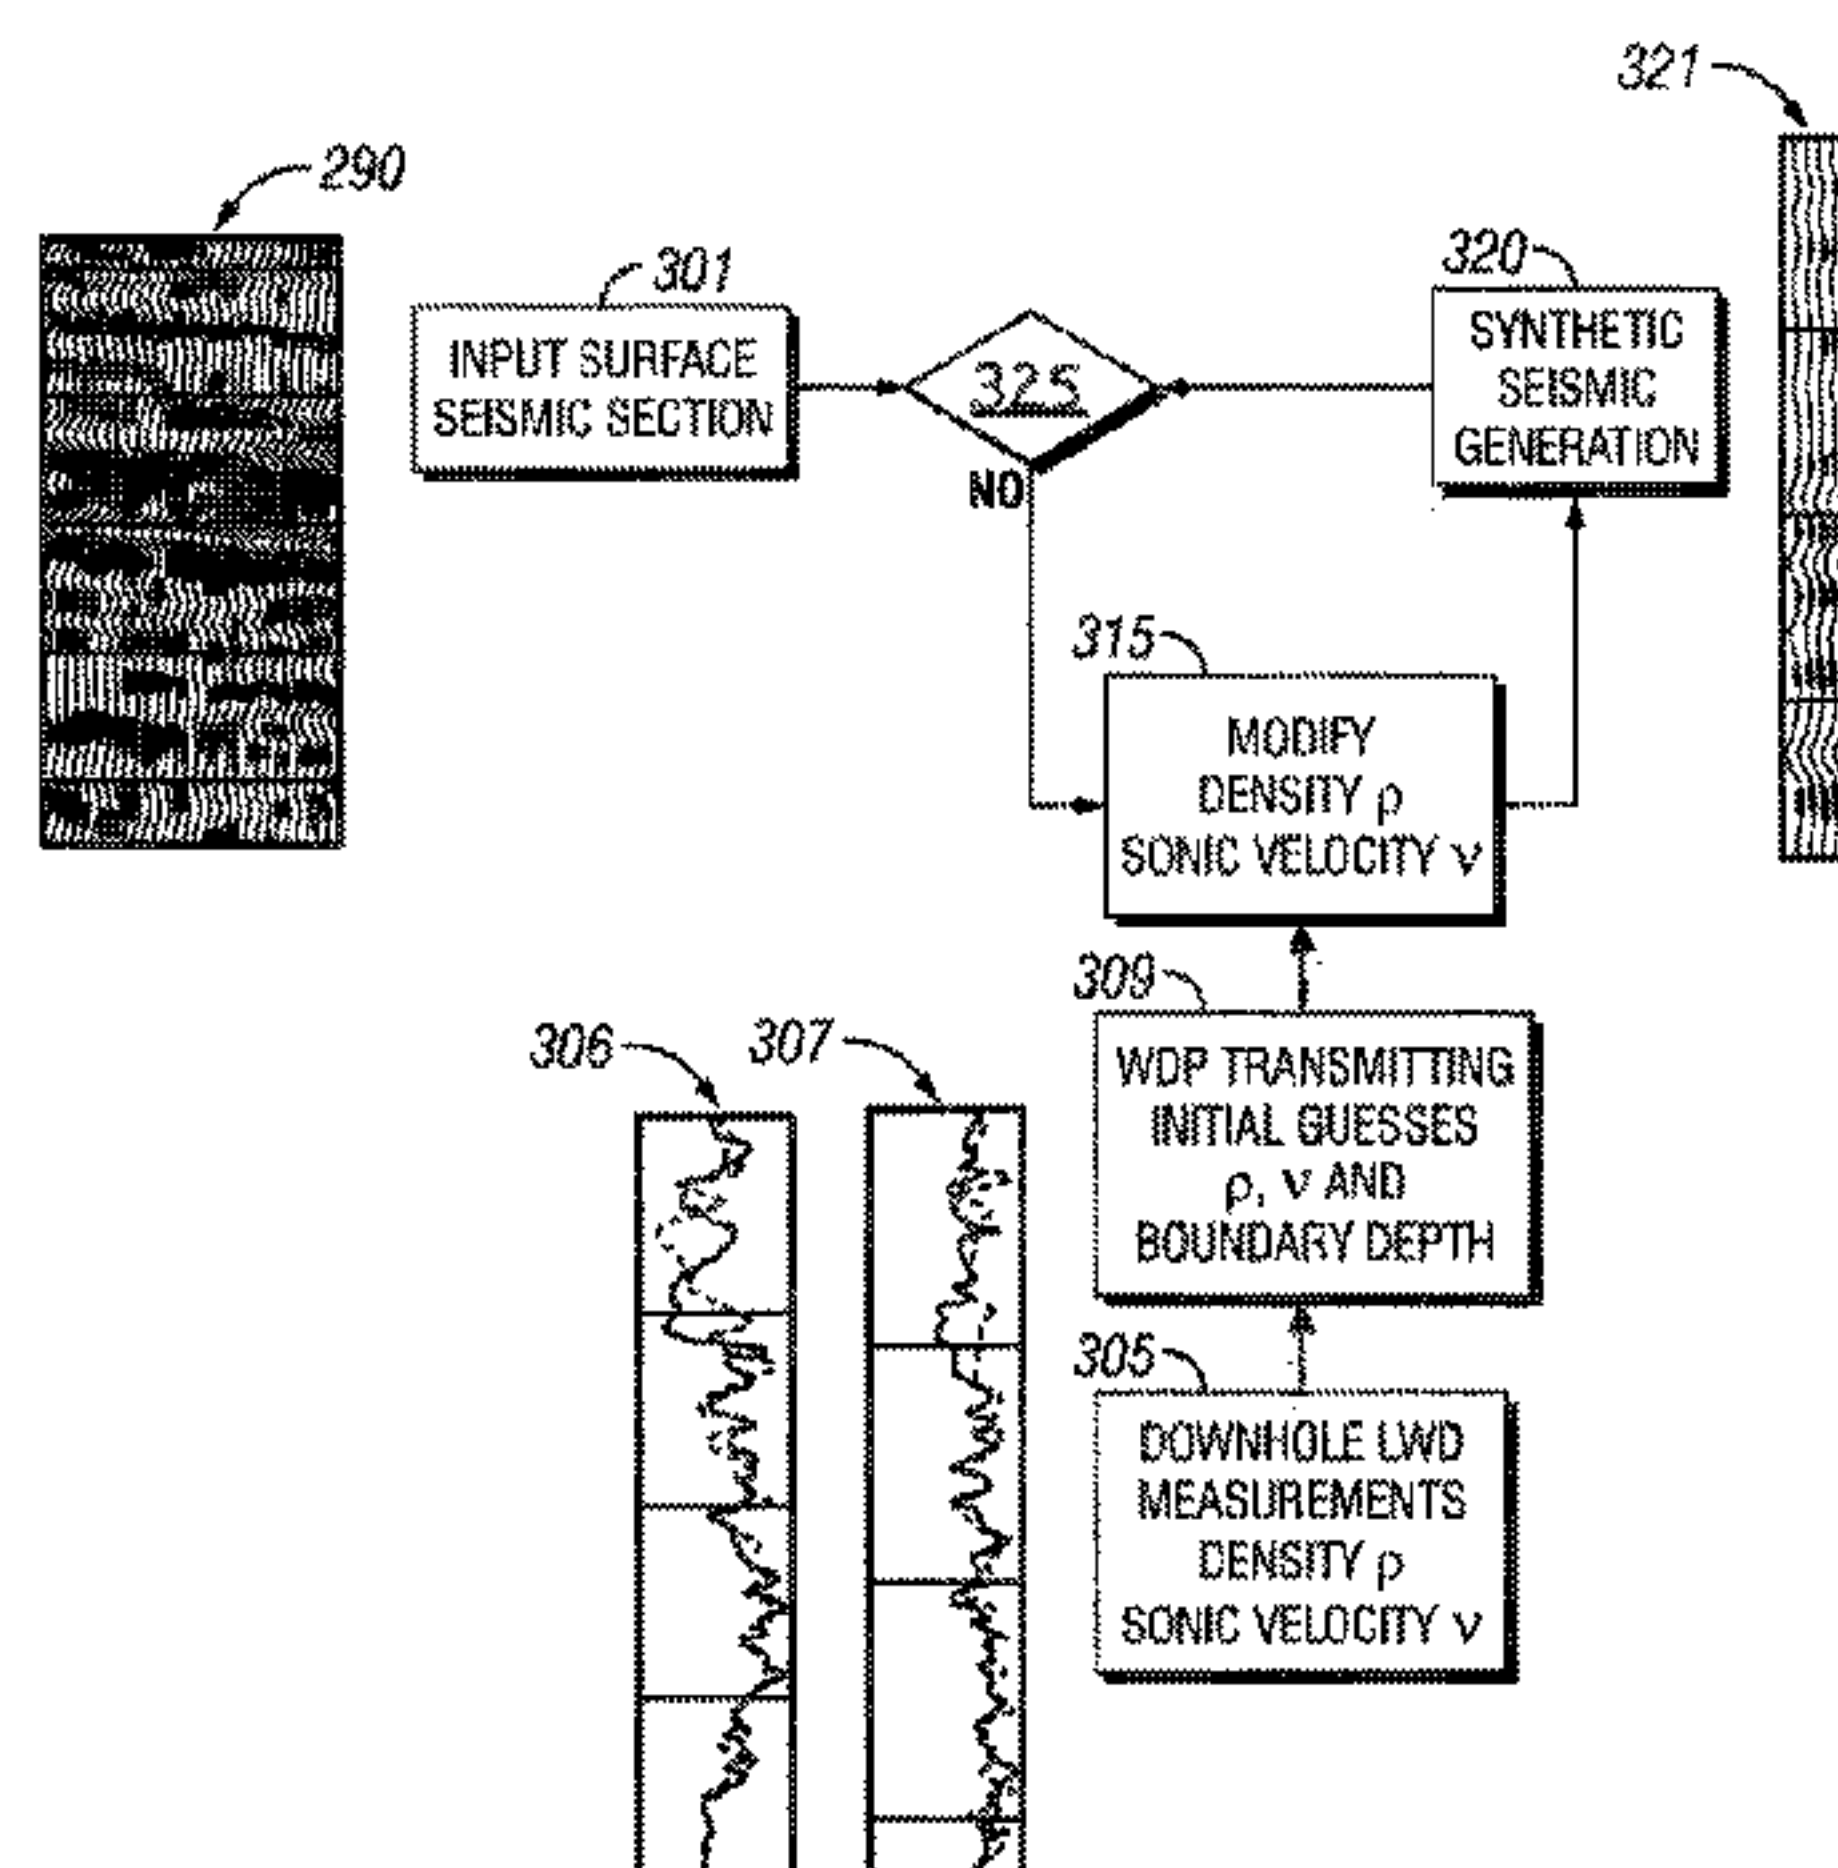 321
290
301
320
INPUT SURFACE
SEISMIC SECTION
325
SYNTHETIC
SEISMIC
GENERATION
NO
315
MODIFY
DENSITY ρ
SONIC VELOCITY ν
309
306
307
WDP TRANSMITTING
INITIAL GUESSES
ρ, ν AND
BOUNDARY DEPTH
305
DOWNHOLE LWD
MEASUREMENTS
DENSITY ρ
SONIC VELOCITY ν